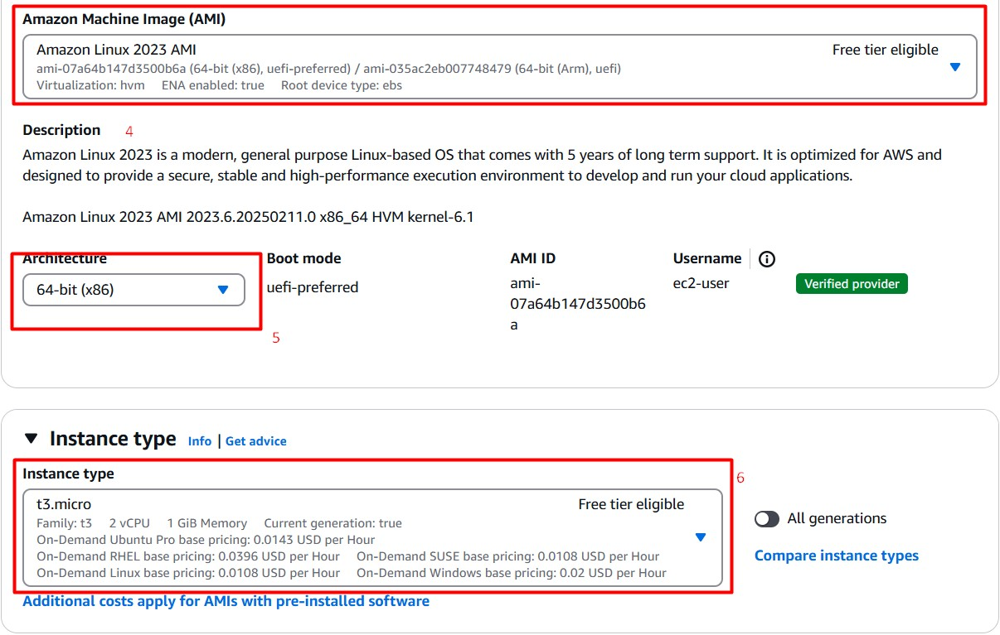 Amazon Machine Image (AMI)
Amazon Linux 2023 AMI
Free tier eligible
ami-07a64b147d3500b6a (64-bit (x86), uefi-preferred) / ami-035ac2eb007748479 (64-bit (Arm), uefi)
Virtualization: hvm ENA enabled: true Root device type: ebs
Description 4
Amazon Linux 2023 is a modern, general purpose Linux-based OS that comes with 5 years of long term support. It is optimized for AWS and
designed to provide a secure, stable and high-performance execution environment to develop and run your cloud applications.
Amazon Linux 2023 AMI 2023.6.20250211.0 x86_64 HVM kernel-6.1
Architecture
64-bit (x86)
5
Boot mode
uefi-preferred
AMI ID
ami-
07a64b147d3500b6
a
Username
ec2-user
Verified provider
Instance type Info | Get advice
Instance type
6
t3.micro
Free tier eligible
Family: t3 2 vCPU 1 GiB Memory Current generation: true
On-Demand Ubuntu Pro base pricing: 0.0143 USD per Hour
On-Demand RHEL base pricing: 0.0396 USD per Hour On-Demand SUSE base pricing: 0.0108 USD per Hour
On-Demand Linux base pricing: 0.0108 USD per Hour On-Demand Windows base pricing: 0.02 USD per Hour
All generations
Compare instance types
Additional costs apply for AMIs with pre-installed software